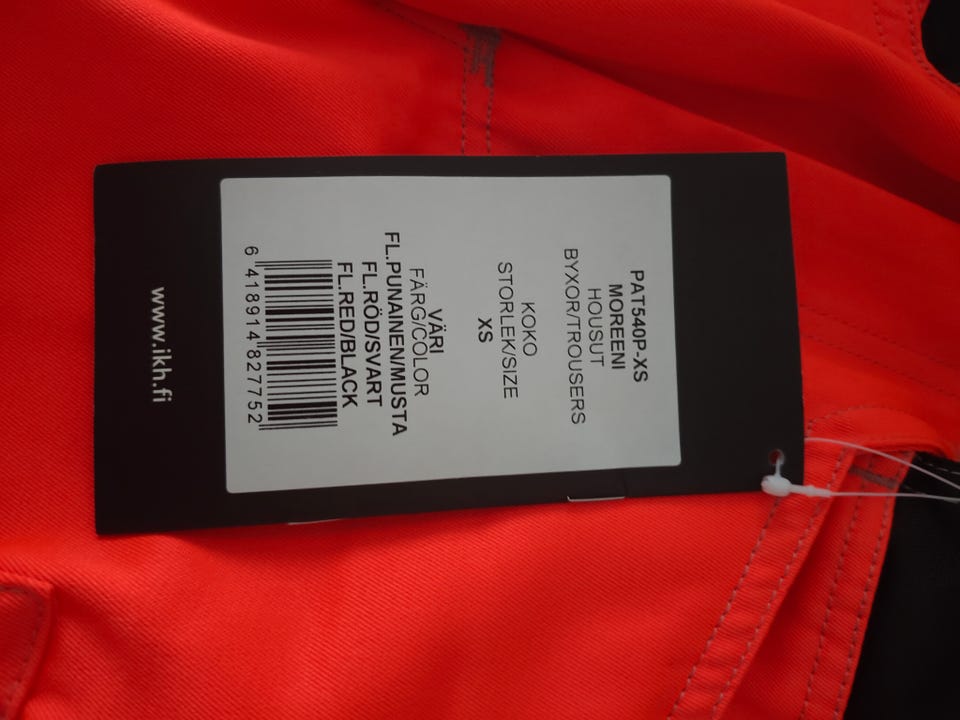 PAT540P-XS
MOREENI
HOUSUT
BYXOR/TROUSERS
KOKO
STORLEK/SIZE
XS
VÄRI
FÄRG/COLOR
FL.PUNAINEN/MUSTA
FL.RÖD/SVART
FL.RED/BLACK
6 418914 827752
www.ikh.fi